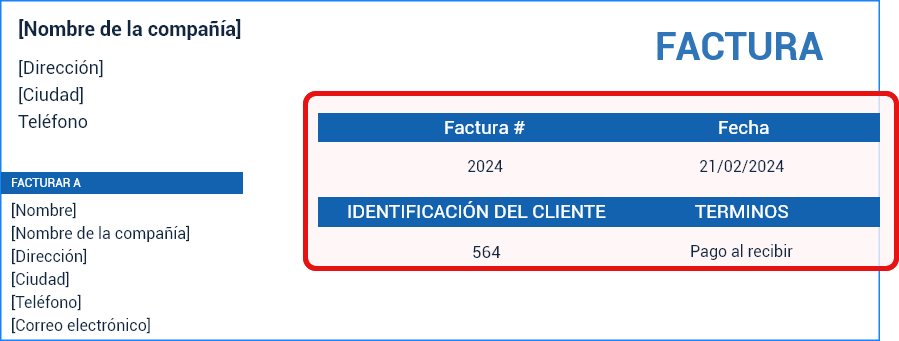 [Nombre de la compañía]
FACTURA
[Dirección]
[Ciudad]
Teléfono
Factura # Fecha
2024 21/02/2024
IDENTIFICACIÓN DEL CLIENTE TERMINOS
564 Pago al recibir
FACTURAR A
[Nombre]
[Nombre de la compañía]
[Dirección]
[Ciudad]
[Teléfono]
[Correo electrónico]